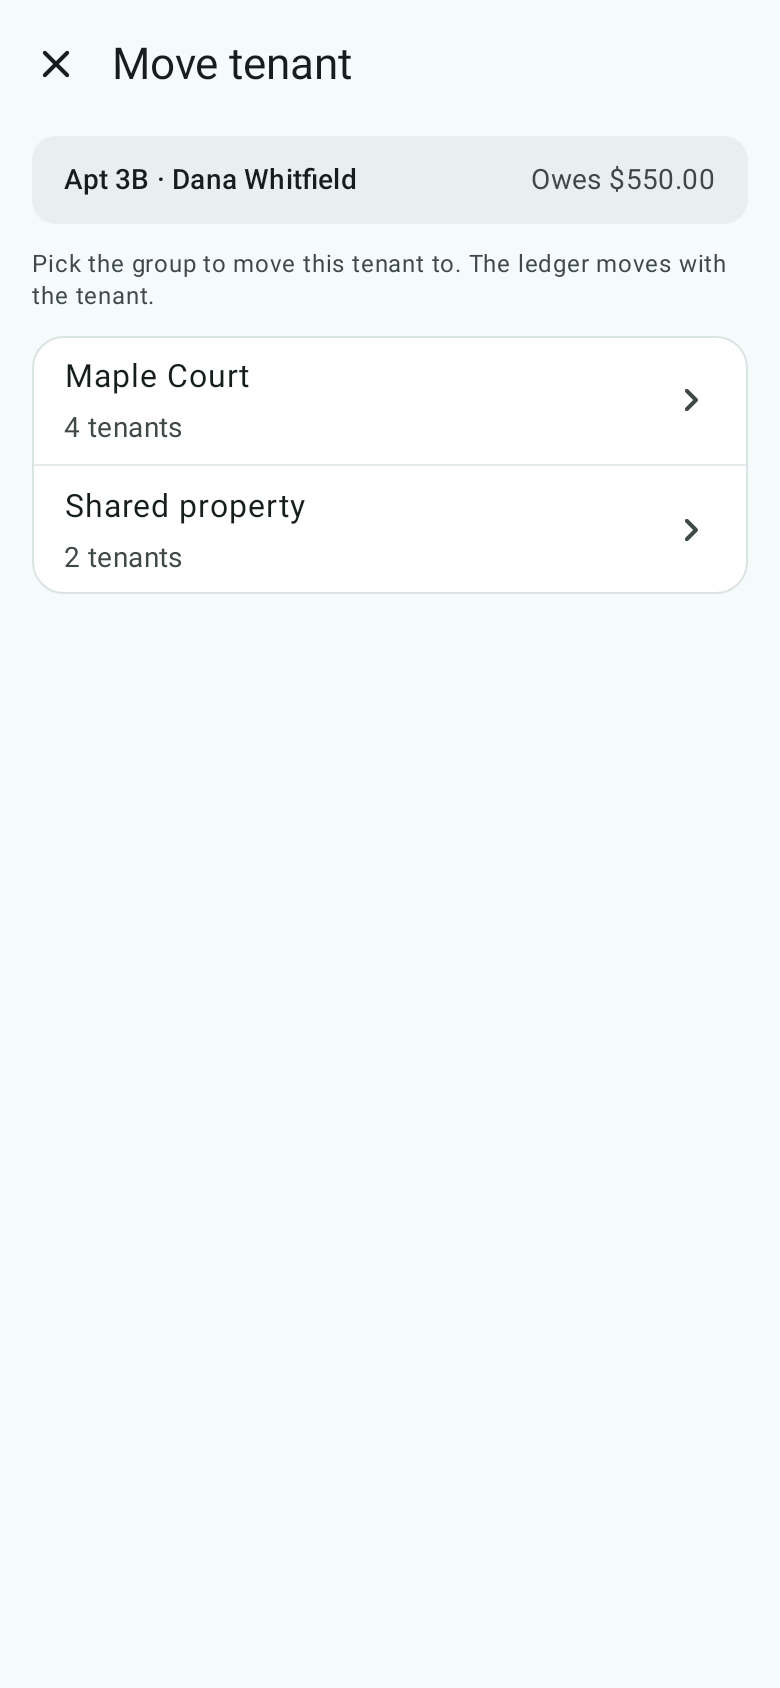 Move tenant
Apt 3B · Dana Whitfield Owes $550.00
Pick the group to move this tenant to. The ledger moves with
the tenant.
Maple Court
4 tenants
Shared property
2 tenants